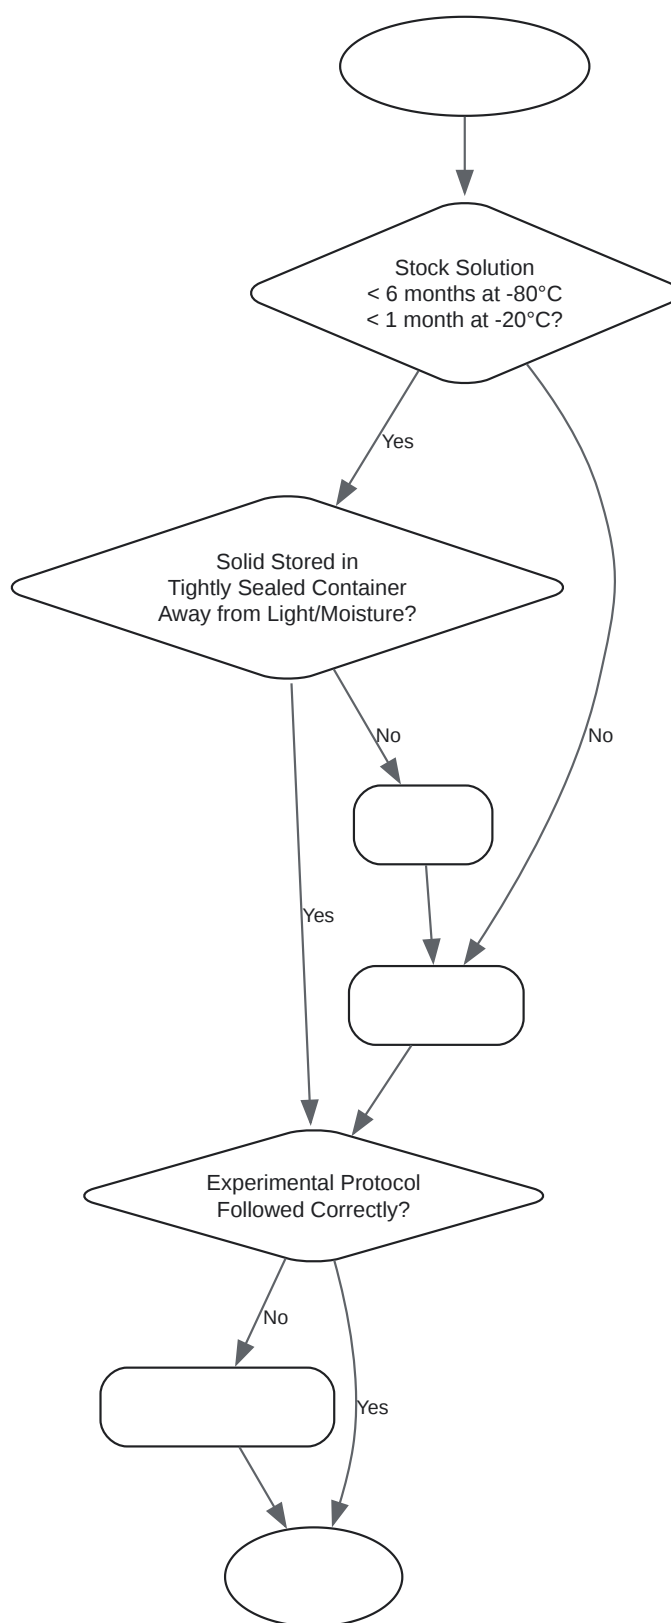 Stock Solution
< 6 months at -80°C
< 1 month at -20°C?
Yes
Solid Stored in
Tightly Sealed Container
Away from Light/Moisture?
No
No
Yes
Experimental Protocol
Followed Correctly?
No
Yes